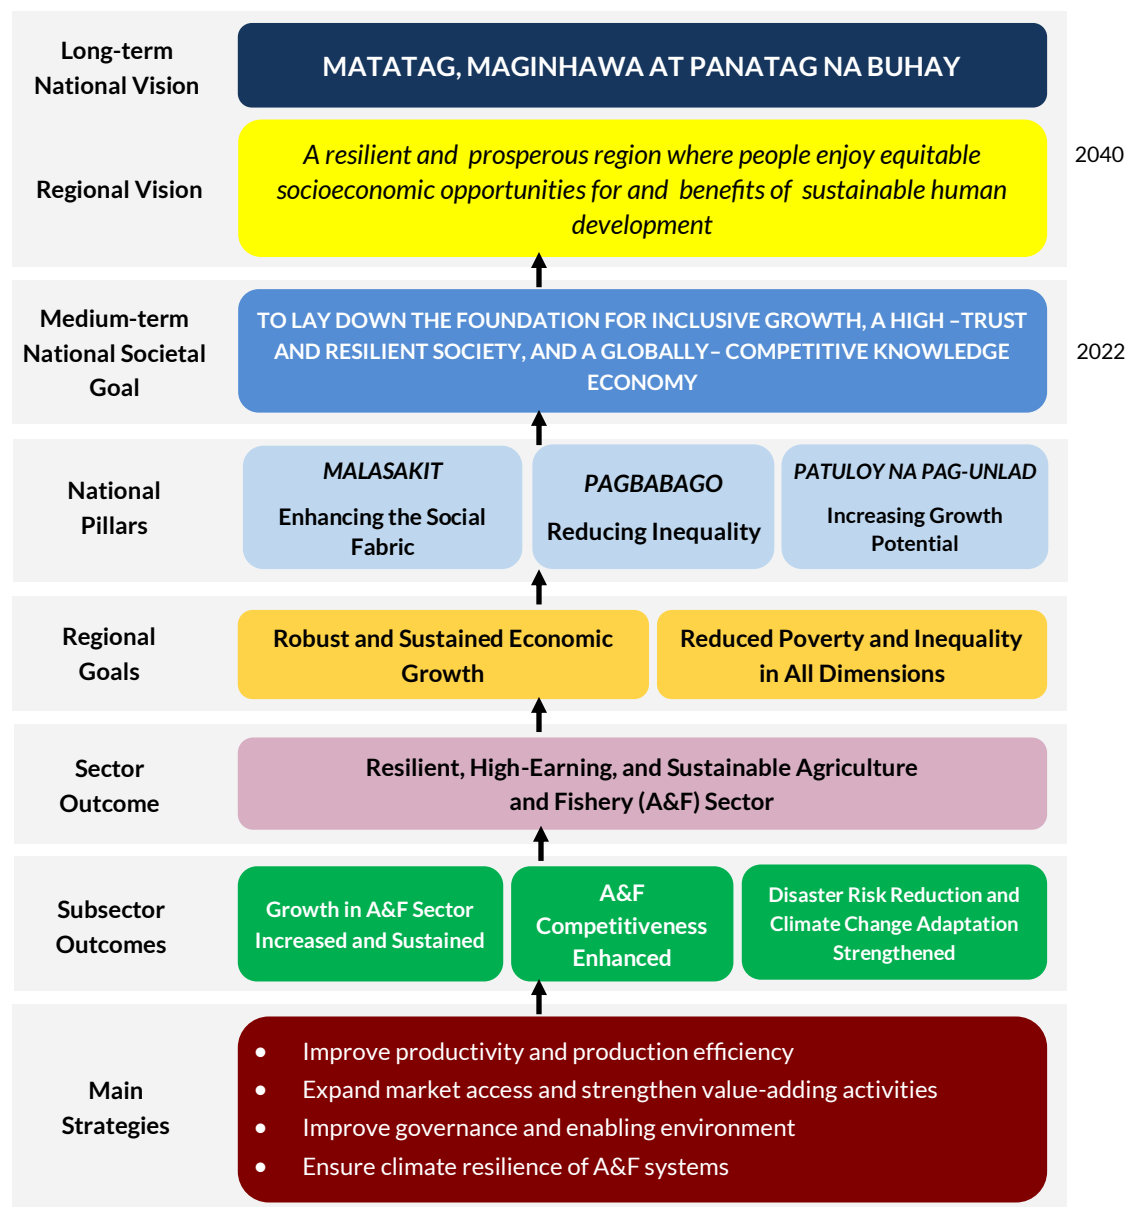 Long-term
National Vision
MATATAG, MAGINHAWA AT PANATAG NA BUHAY
Regional Vision
A resilient and prosperous region where people enjoy equitable
socioeconomic opportunities for and benefits of sustainable human
development
2040
Medium-term
National Societal
Goal
TO LAY DOWN THE FOUNDATION FOR INCLUSIVE GROWTH, A HIGH –TRUST
AND RESILIENT SOCIETY, AND A GLOBALLY– COMPETITIVE KNOWLEDGE
ECONOMY
2022
National
Pillars
MALASAKIT
Enhancing the Social
Fabric
PAGBABAGO
Reducing Inequality
PATULOY NA PAG-UNLAD
Increasing Growth
Potential
Regional
Goals
Robust and Sustained Economic
Growth
Reduced Poverty and Inequality
in All Dimensions
Sector
Outcome
Resilient, High-Earning, and Sustainable Agriculture
and Fishery (A&F) Sector
Subsector
Outcomes
Growth in A&F Sector
Increased and Sustained
A&F
Competitiveness
Enhanced
Disaster Risk Reduction and
Climate Change Adaptation
Strengthened
Main
Strategies
• Improve productivity and production efficiency
• Expand market access and strengthen value-adding activities
• Improve governance and enabling environment
• Ensure climate resilience of A&F systems